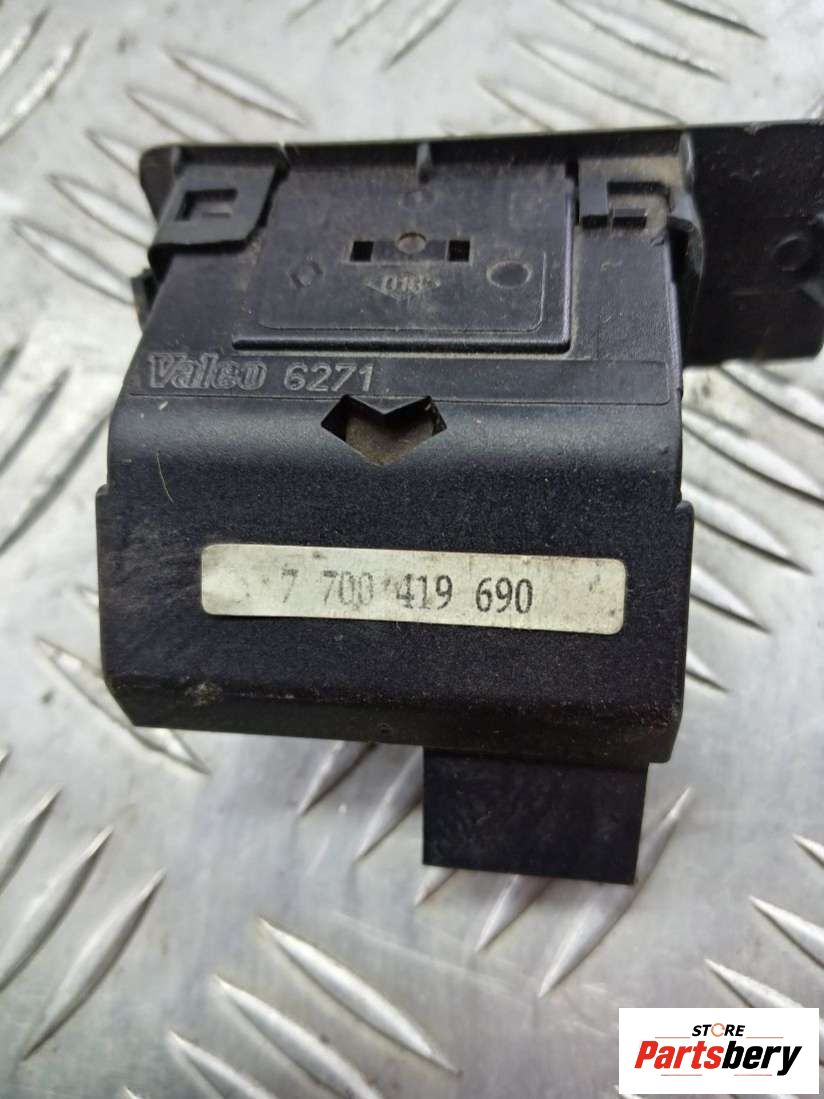 Valeo 6271
7 700 419 690
STORE
Partsbery